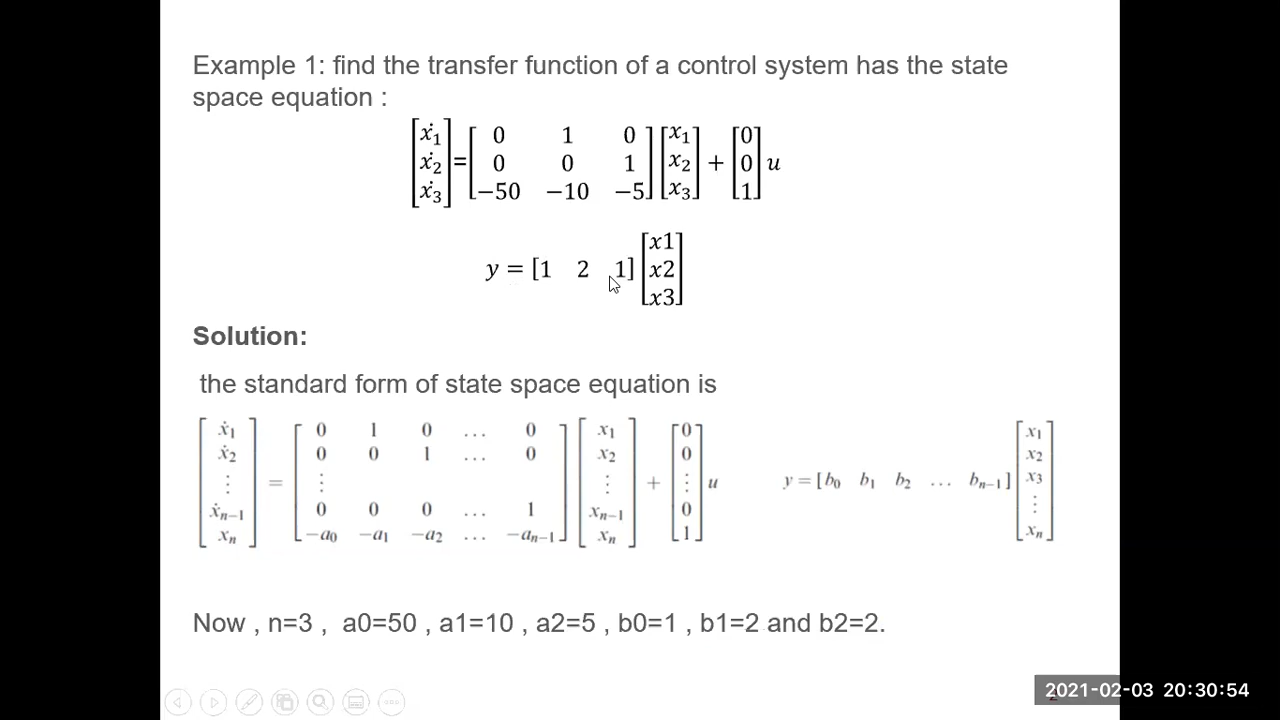 Example 1: find the transfer function of a control system has the state
space equation :
[ẋ1 ẋ2 ẋ3] = [0 1 0; 0 0 1; −50 −10 −5] [x1 x2 x3] + [0 0 1] u
y = [1 2 1] [x1 x2 x3]
Solution:
the standard form of state space equation is
[ẋ1 ẋ2 ⋮ ẋn−1 xn] = [0 1 0 ... 0; 0 0 1 ... 0; ⋮; 0 0 0 ... 1; −a0 −a1 −a2 ... −an−1] [x1 x2 ⋮ xn−1 xn] + [0 0 ⋮ 0 1] u y = [b0 b1 b2 ... bn−1] [x1 x2 x3 ⋮ xn]
Now , n=3 , a0=50 , a1=10 , a2=5 , b0=1 , b1=2 and b2=2.
2021-02-03 20:30:54